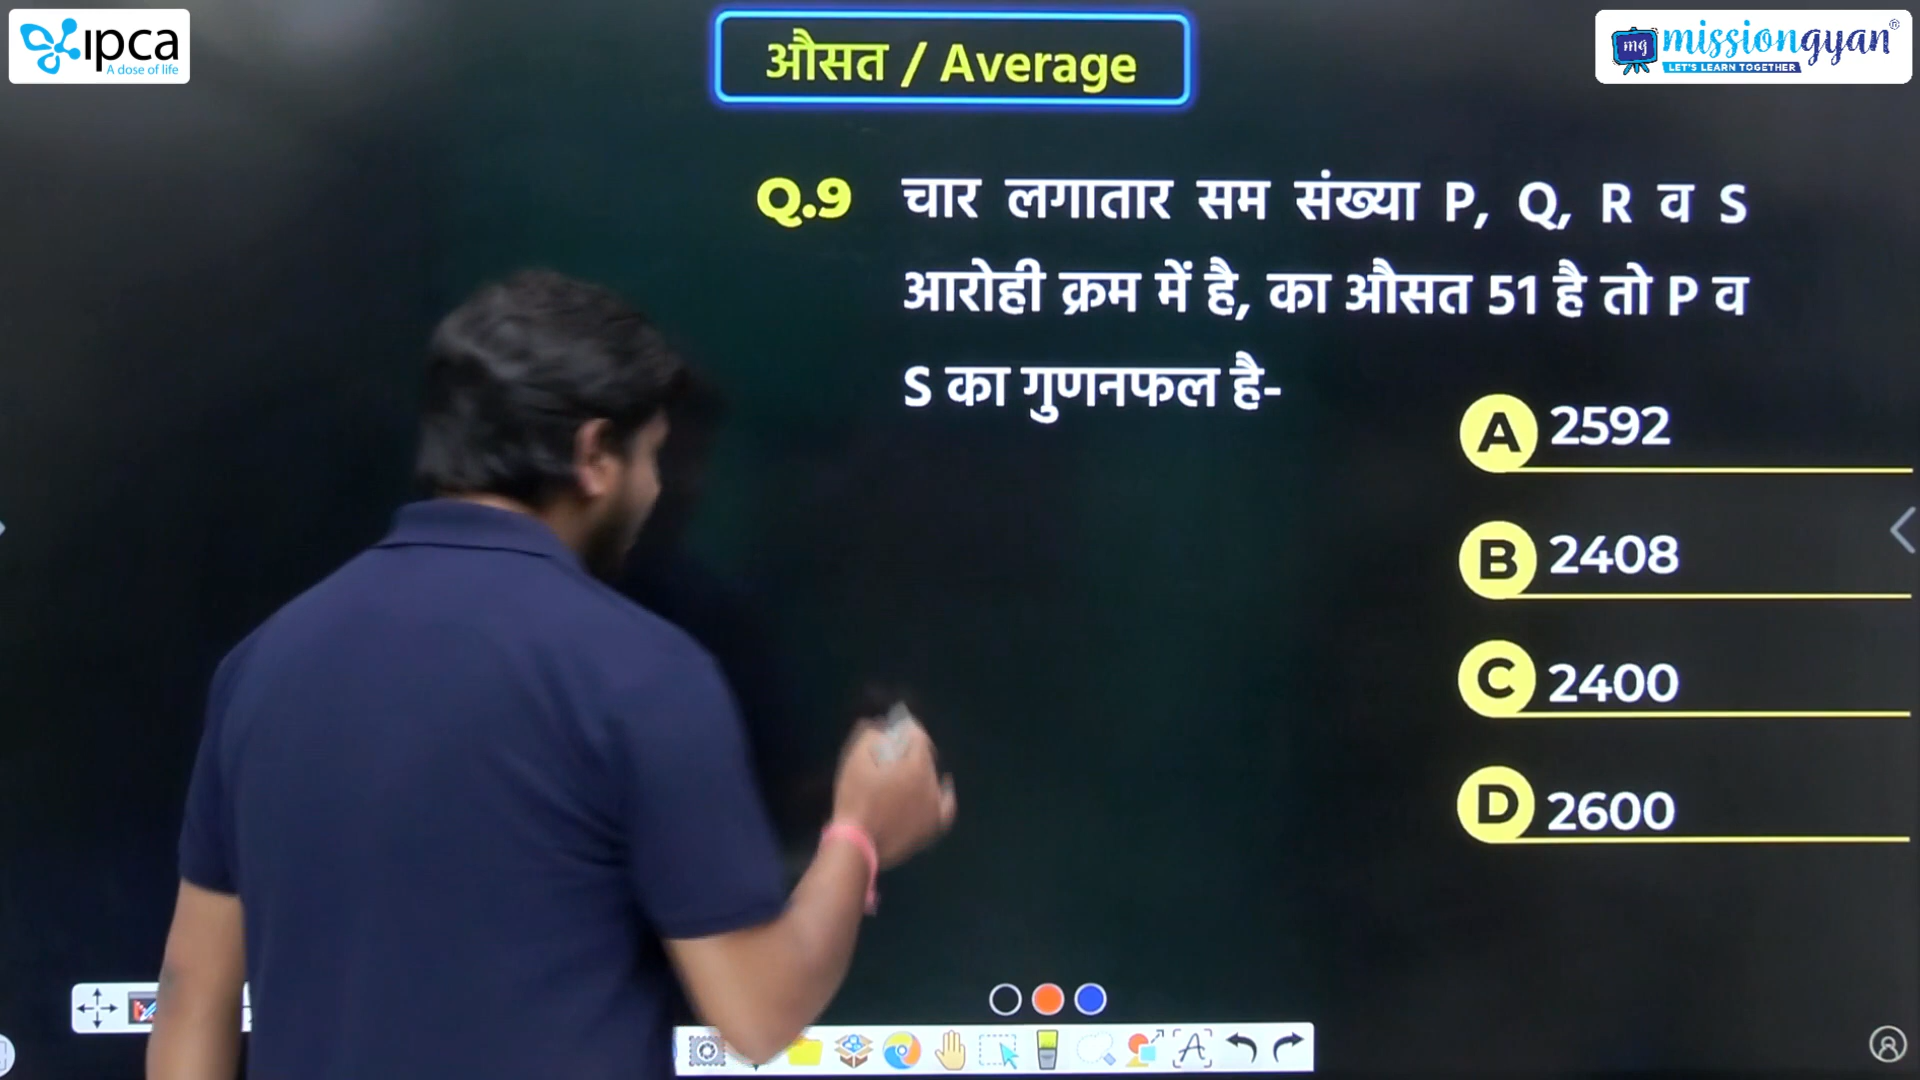 ipca
A dose of life
औसत / Average
mg missiongyan®
LET'S LEARN TOGETHER
Q.9 चार लगातार सम संख्या P, Q, R व S
आरोही क्रम में है, का औसत 51 है तो P व
S का गुणनफल है-
A 2592
B 2408
C 2400
D 2600